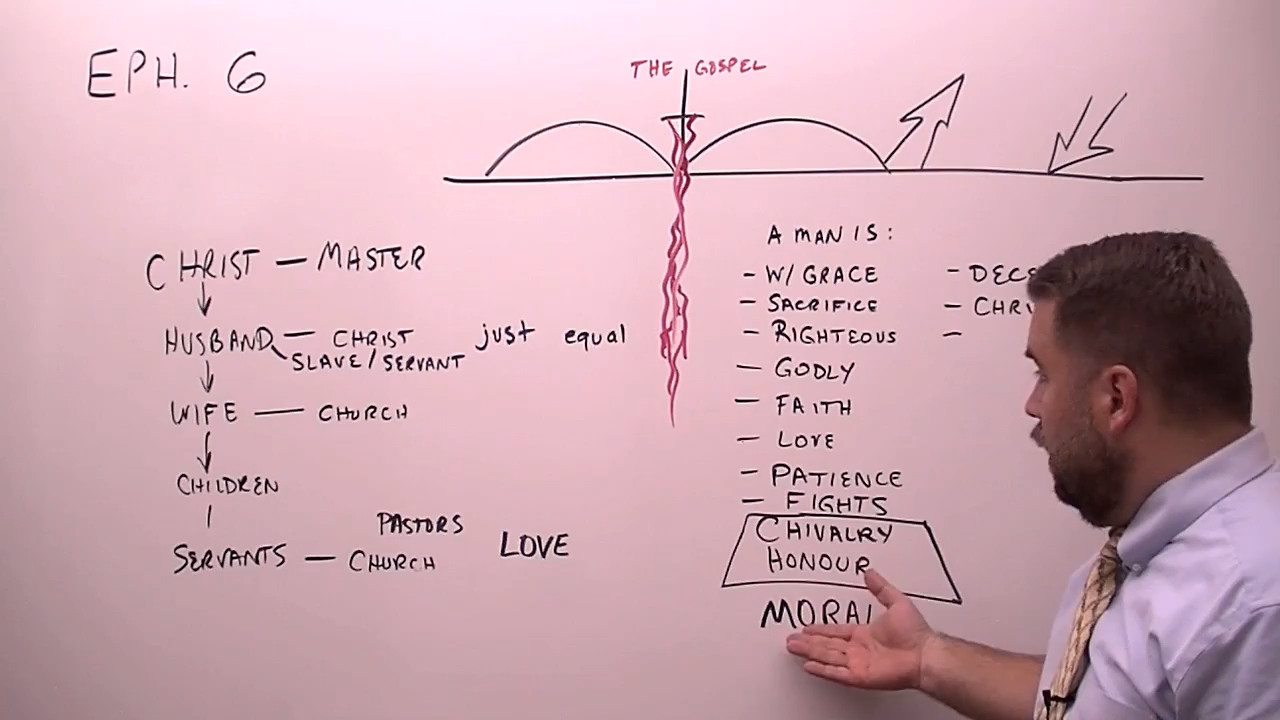 EPH. 6
THE GOSPEL
CHRIST — MASTER
HUSBAND — CHRIST just equal
SLAVE/SERVANT
WIFE — CHURCH
CHILDREN
PASTORS
SERVANTS — CHURCH LOVE
A MAN IS:
- W/ GRACE
- SACRIFICE
- RIGHTEOUS
- GODLY
- FAITH
- LOVE
- PATIENCE
- FIGHTS
CHIVALRY
HONOUR